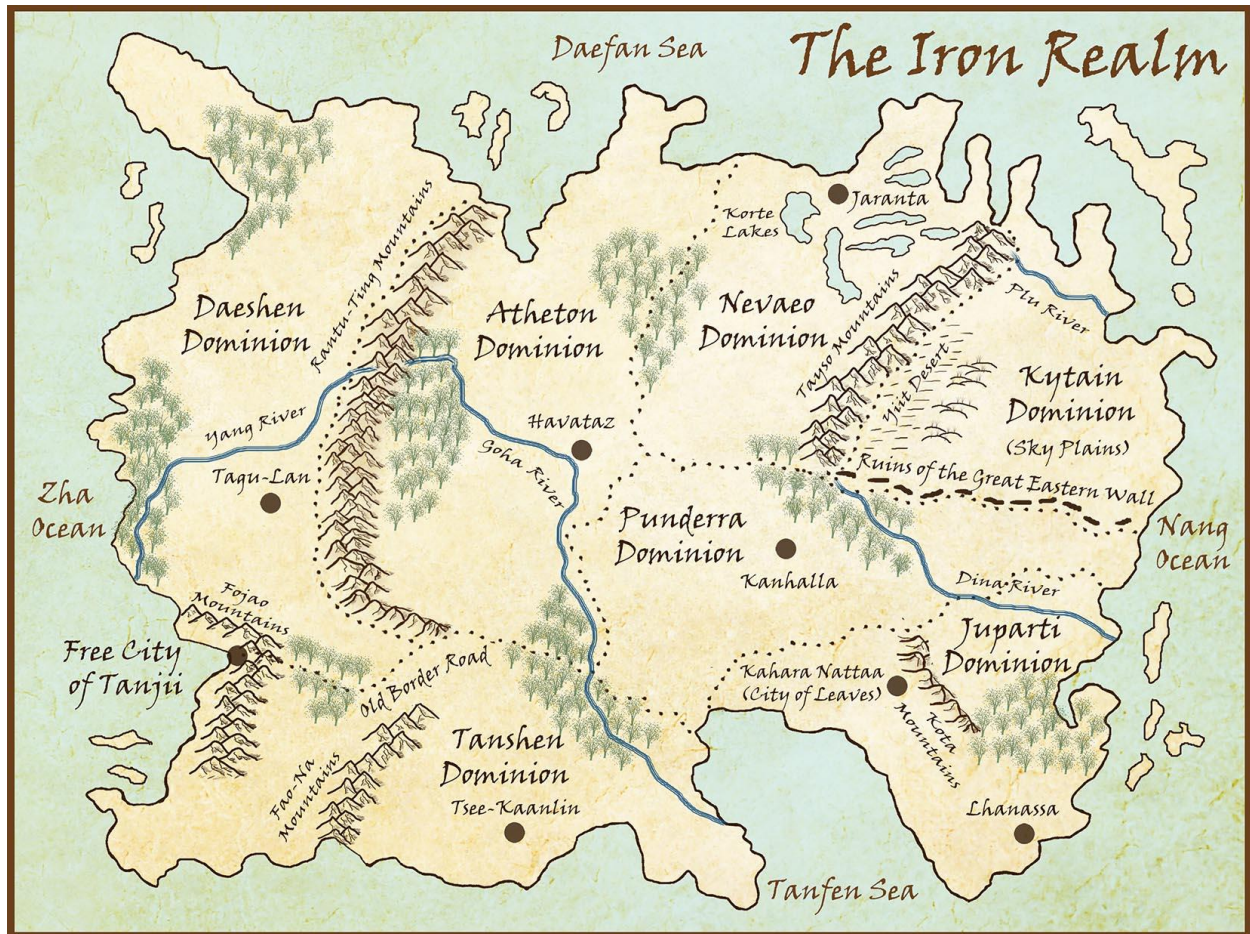 Daefan Sea
The Iron Realm
Korte
Lakes
Jaranta
Rantu-Ting Mountains
Daeshen
Dominion
Atheton
Dominion
Nevaeo
Dominion
Tayso Mountains
Plu River
Yiit Desert
Kytain
Dominion
(Sky Plains)
Yang River
Havataz
Goha River
Tagu-Lan
Ruins of the Great Eastern Wall
Zha
Ocean
Punderra
Dominion
Nang
Ocean
Kanhalla
Dina River
Fojao
Mountains
Juparti
Dominion
Free City
of Tanjii
Old Border Road
Kahara Nattaa
(City of Leaves)
Kota
Mountains
Tanshen
Dominion
Fao-Na
Mountains
Tsee-Kaanlin
Lhanassa
Tanfen Sea